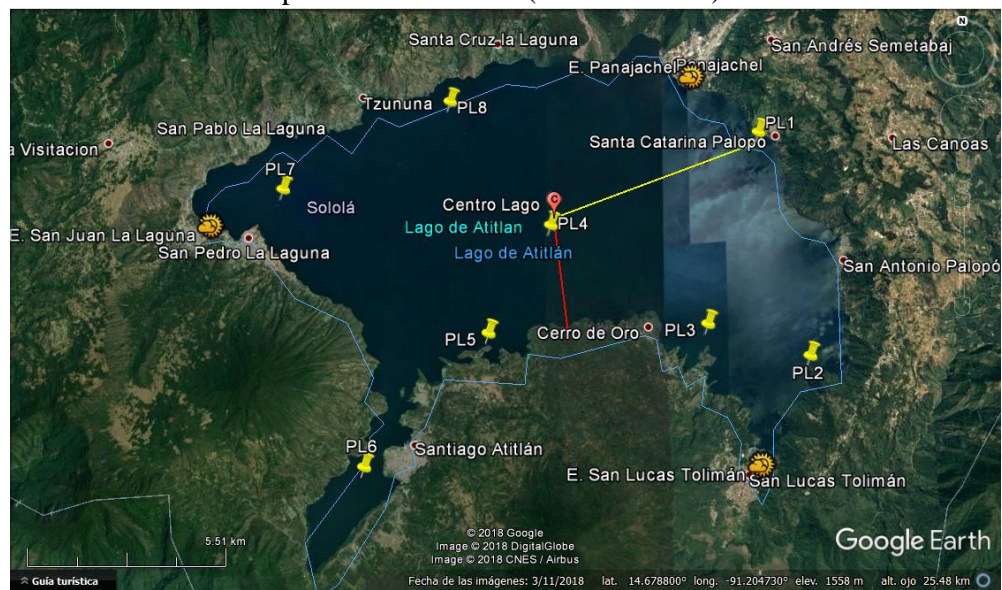 Santa Cruz la Laguna
San Andrés Semetabaj
E. Panajachel
Panajachel
Tzununa
PL8
San Pablo La Laguna
PL1
Santa Catarina Palopó
Las Canoas
a Visitacion
PL7
Sololá
Centro Lago
C
PL4
Lago de Atitlan
E. San Juan La Laguna
San Pedro La Laguna
Lago de Atitlán
San Antonio Palopó
PL5
Cerro de Oro
PL3
PL2
PL6
Santiago Atitlán
E. San Lucas Tolimán
San Lucas Tolimán
5.51 km
© 2018 Google
Image © 2018 DigitalGlobe
Image © 2018 CNES / Airbus
Google Earth
Guía turística
Fecha de las imágenes: 3/11/2018 lat. 14.678800° long. -91.204730° elev. 1558 m alt. ojo 25.48 km